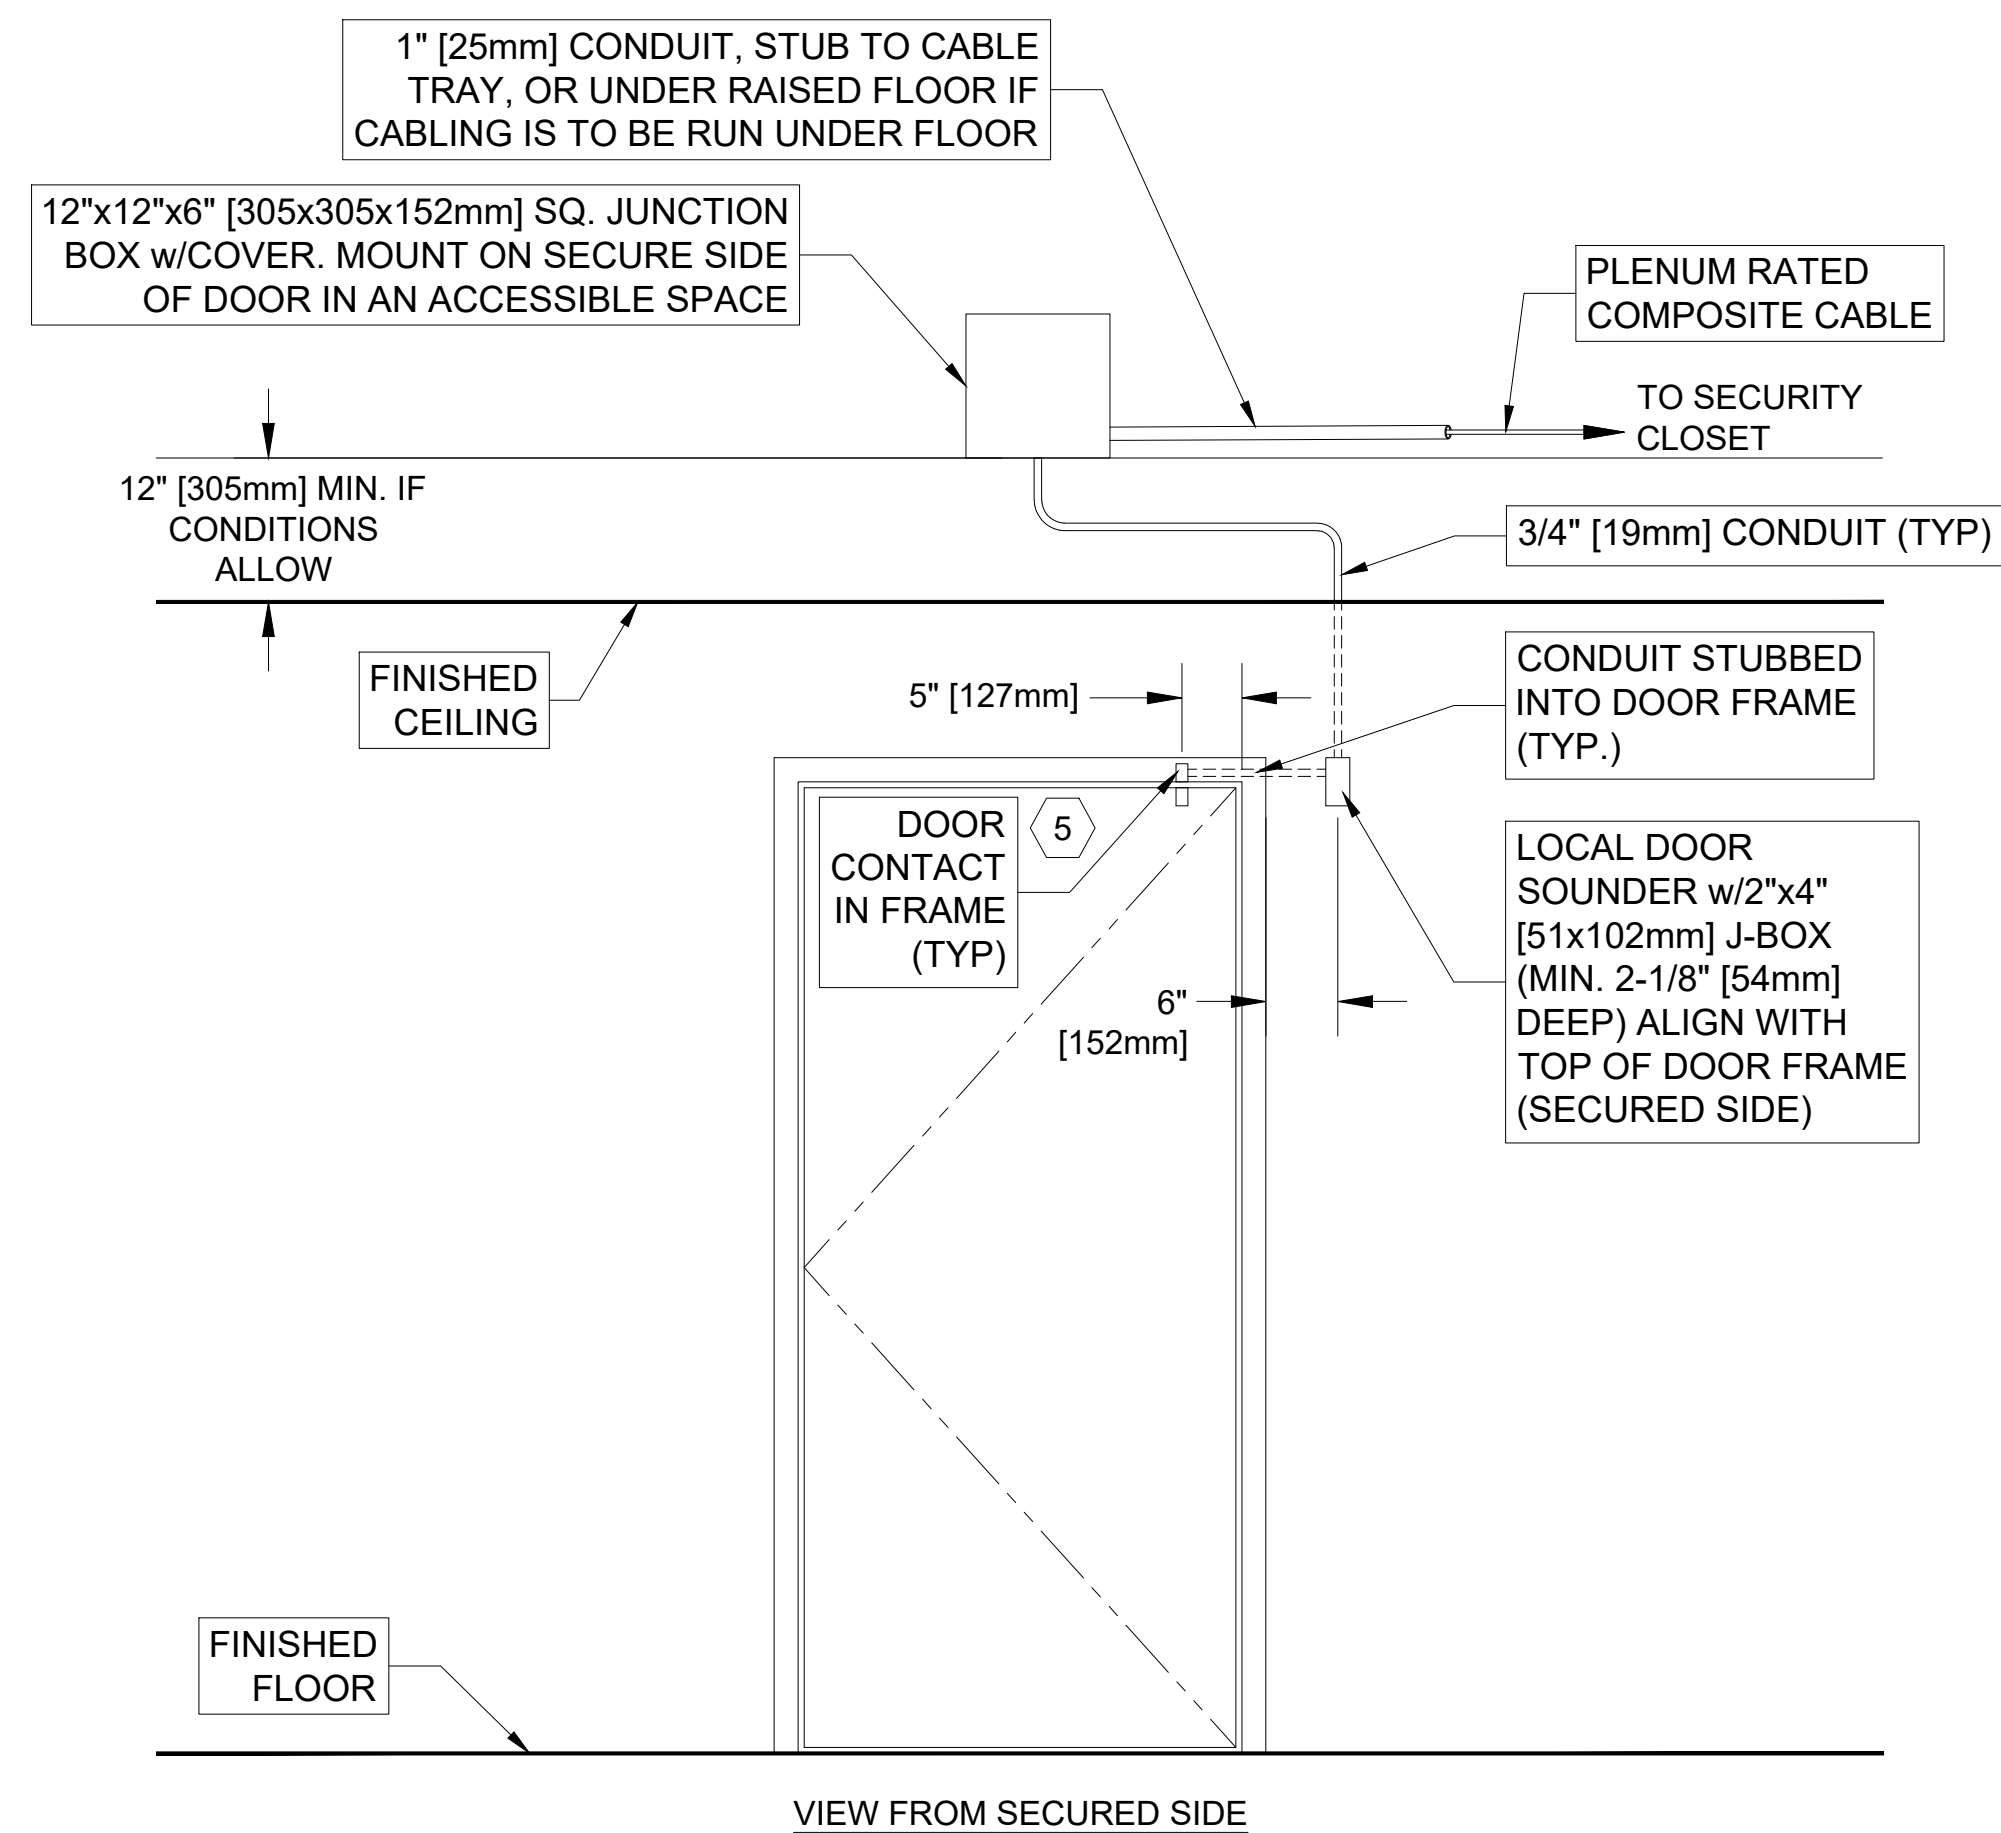 1" [25mm] CONDUIT, STUB TO CABLE
TRAY, OR UNDER RAISED FLOOR IF
CABLING IS TO BE RUN UNDER FLOOR
12"x12"x6" [305x305x152mm] SQ. JUNCTION
BOX w/COVER. MOUNT ON SECURE SIDE
OF DOOR IN AN ACCESSIBLE SPACE
PLENUM RATED
COMPOSITE CABLE
TO SECURITY
CLOSET
12" [305mm] MIN. IF
CONDITIONS
ALLOW
3/4" [19mm] CONDUIT (TYP)
FINISHED
CEILING
5" [127mm]
CONDUIT STUBBED
INTO DOOR FRAME
(TYP.)
DOOR
CONTACT
IN FRAME
(TYP)
5
LOCAL DOOR
SOUNDER w/2"x4"
[51x102mm] J-BOX
(MIN. 2-1/8" [54mm]
DEEP) ALIGN WITH
TOP OF DOOR FRAME
(SECURED SIDE)
6"
[152mm]
FINISHED
FLOOR
VIEW FROM SECURED SIDE